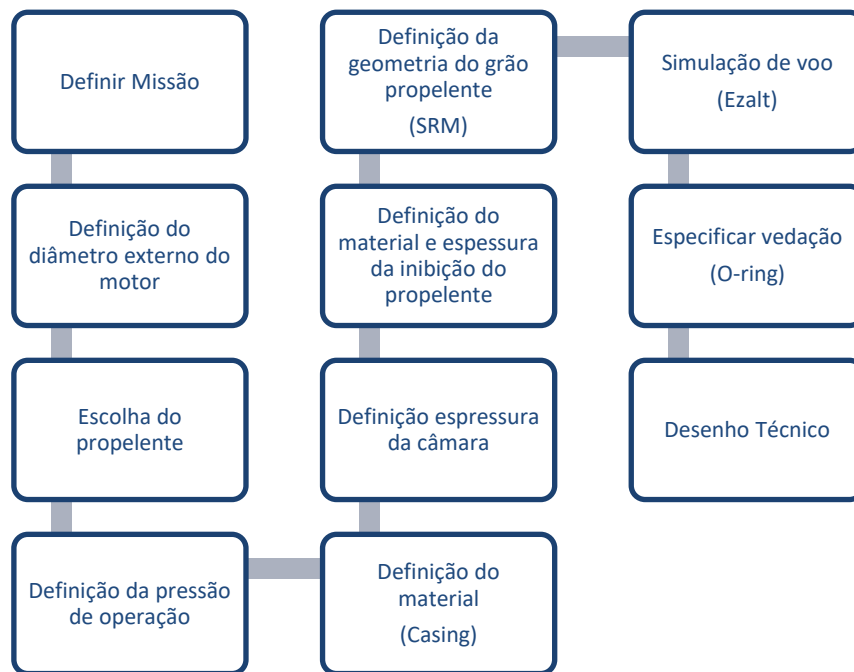 Definir Missão
Definição do
diâmetro externo do
motor
Escolha do
propelente
Definição da pressão
de operação
Definição do
material
(Casing)
Definição espressura
da câmara
Definição do
material e espessura
da inibição do
propelente
Definição da
geometria do grão
propelente
(SRM)
Simulação de voo
(Ezalt)
Especificar vedação
(O-ring)
Desenho Técnico